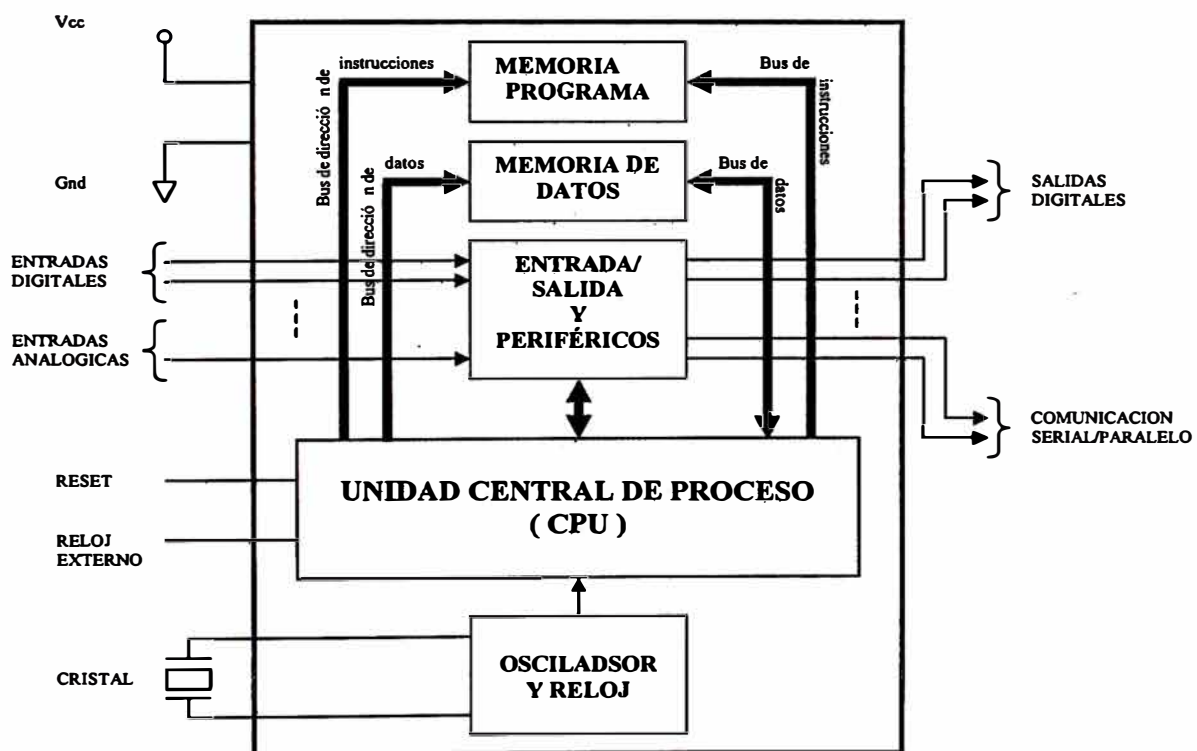 Vcc
Gnd
ENTRADAS
DIGITALES
ENTRADAS
ANALOGICAS
RESET
RELOJ
EXTERNO
CRISTAL
Bus de direcció n de
instrucciones
Bus de direcció n de
datos
MEMORIA
PROGRAMA
MEMORIA DE
DATOS
ENTRADA/
SALIDA
Y
PERIFÉRICOS
UNIDAD CENTRAL DE PROCESO
( CPU )
OSCILADSOR
Y RELOJ
Bus de
instrucciones
Bus de
datos
SALIDAS
DIGITALES
COMUNICACION
SERIAL/PARALELO